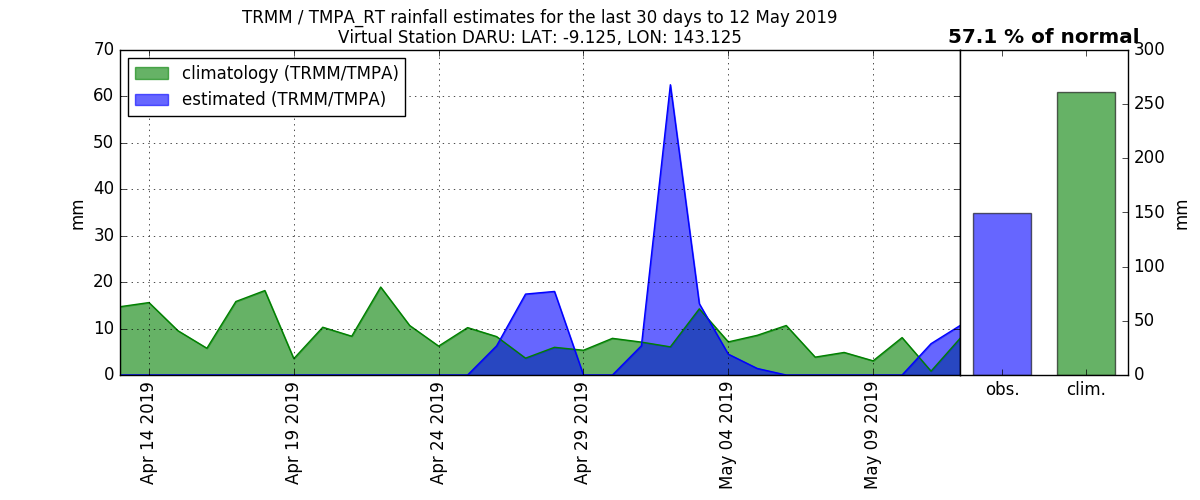 TRMM / TMPA_RT rainfall estimates for the last 30 days to 12 May 2019
Virtual Station DARU: LAT: -9.125, LON: 143.125
57.1 % of normal
climatology (TRMM/TMPA)
estimated (TRMM/TMPA)
70
60
50
40
30
20
10
0
mm
Apr 14 2019
Apr 19 2019
Apr 24 2019
Apr 29 2019
May 04 2019
May 09 2019
300
250
200
150
100
50
0
mm
obs.
clim.